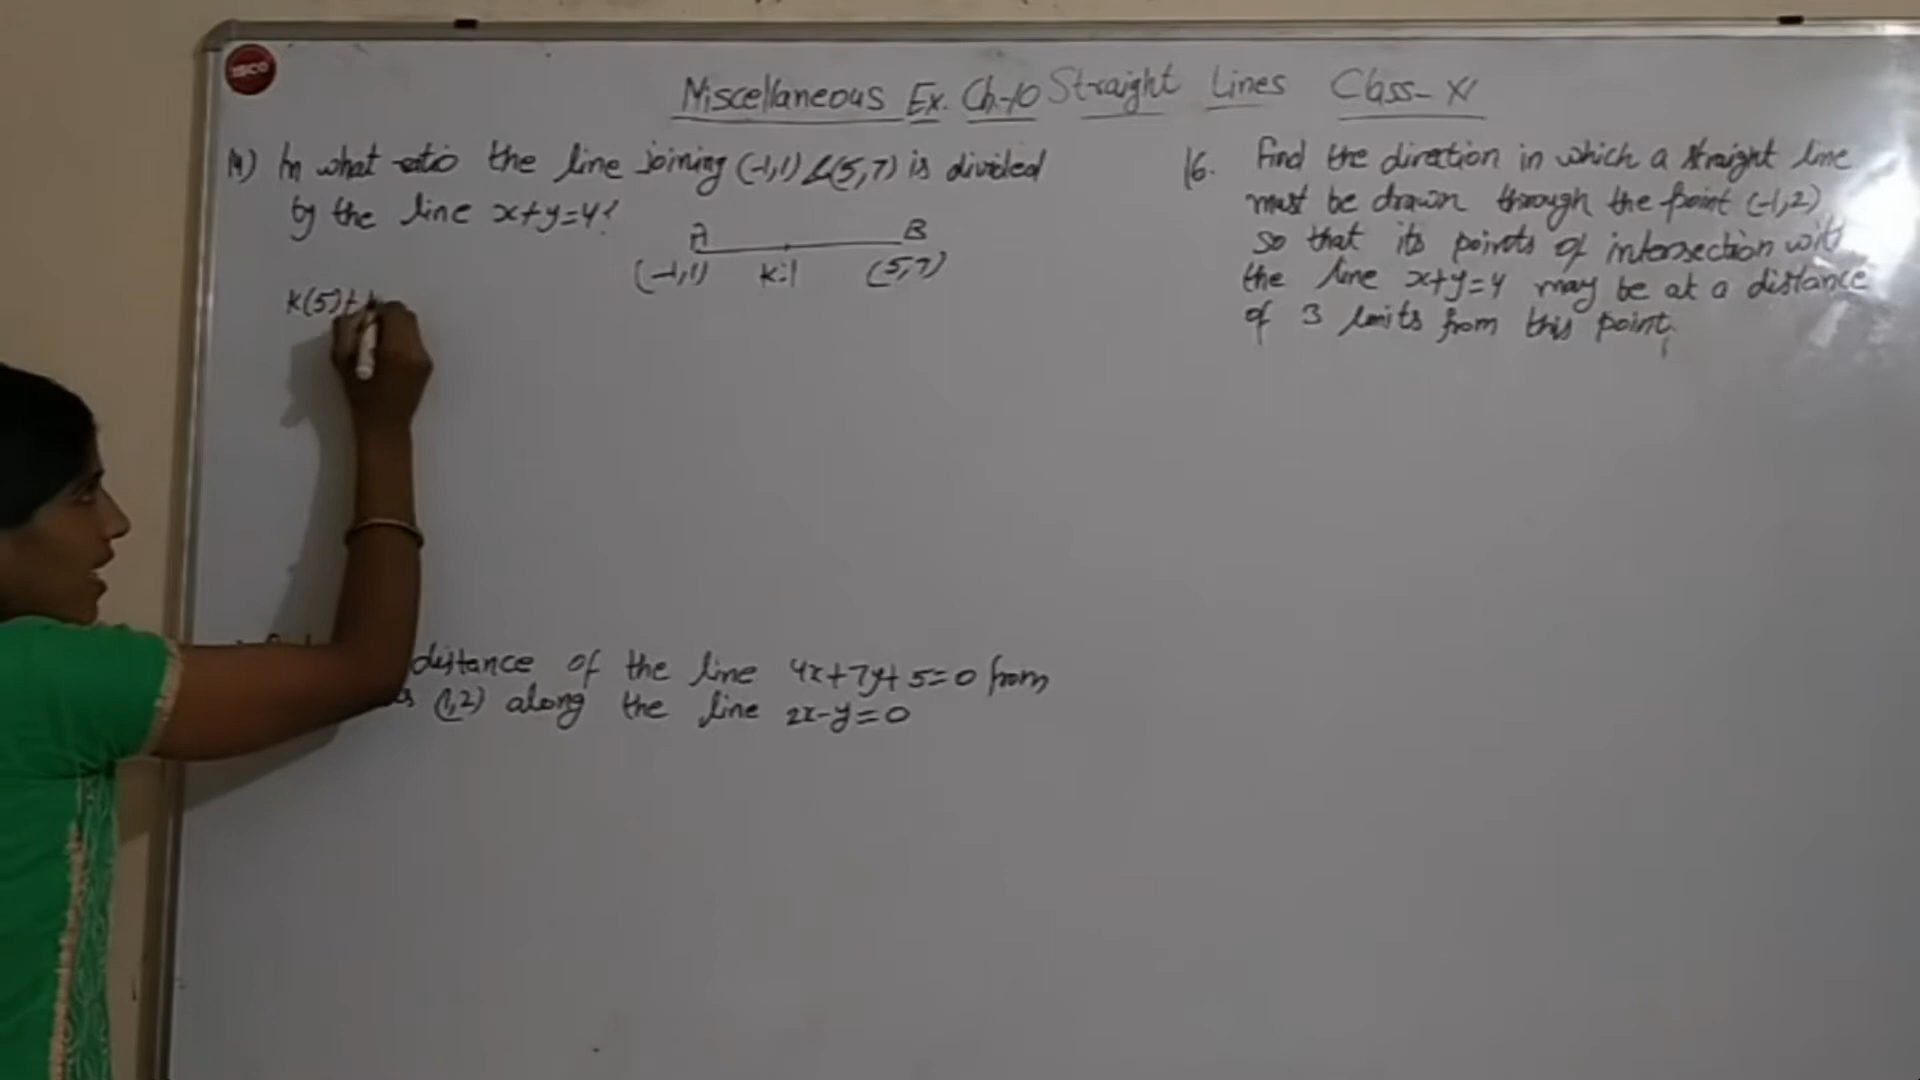 Miscellaneous Ex. Ch-10 Straight Lines Class-XI
14) In what ratio the line joining (-1,1) & (5,7) is divided
by the line x+y=4?
A B
(-1,1) k:1 (5,7)
k(5)+
distance of the line 4x+7y+5=0 from
(1,2) along the line 2x-y=0
16. Find the direction in which a straight line
must be drawn through the point (-1,2)
so that its points of intersection with
the line x+y=4 may be at a distance
of 3 units from this point.